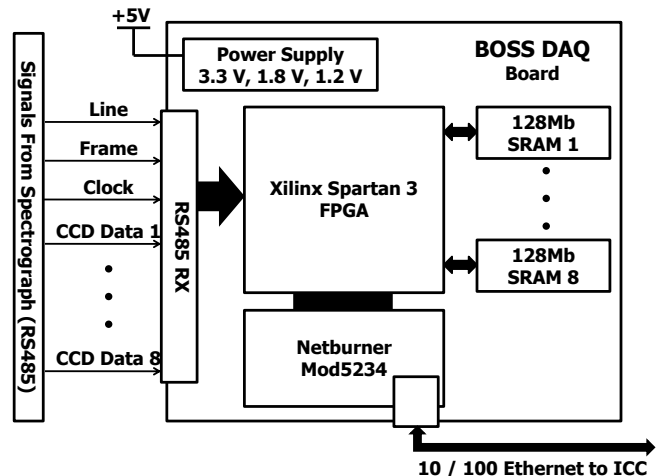 +5V
Power Supply
3.3 V, 1.8 V, 1.2 V
BOSS DAQ
Board
Signals From Spectrograph (RS485)
Line
Frame
Clock
CCD Data 1
CCD Data 8
RS485 RX
Xilinx Spartan 3
FPGA
128Mb
SRAM 1
128Mb
SRAM 8
Netburner
Mod5234
10 / 100 Ethernet to ICC